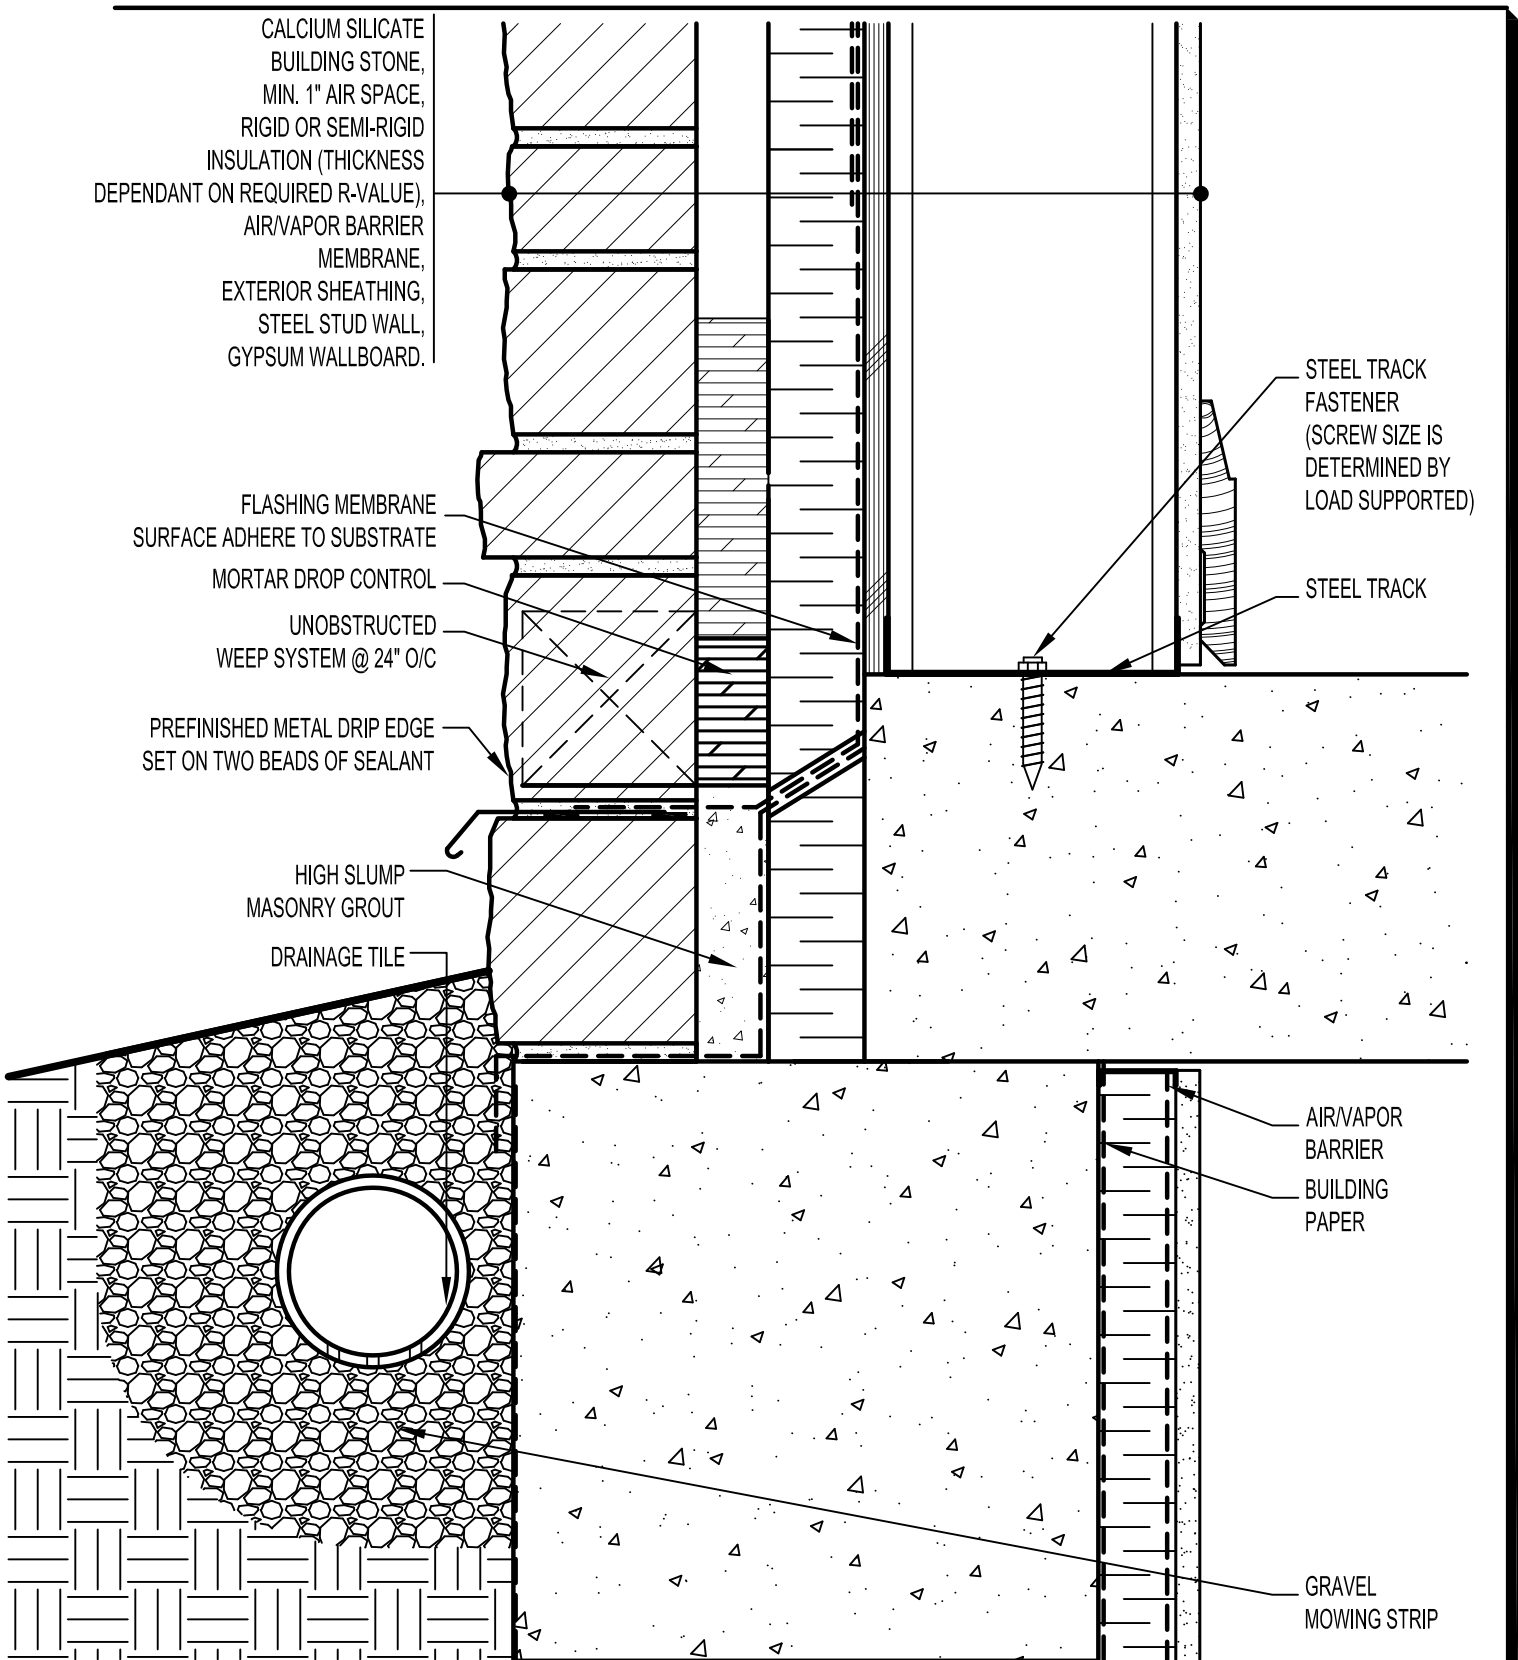 CALCIUM SILICATE
BUILDING STONE,
MIN. 1" AIR SPACE,
RIGID OR SEMI-RIGID
INSULATION (THICKNESS
DEPENDANT ON REQUIRED R-VALUE),
AIR/VAPOR BARRIER
MEMBRANE,
EXTERIOR SHEATHING,
STEEL STUD WALL,
GYPSUM WALLBOARD.
FLASHING MEMBRANE
SURFACE ADHERE TO SUBSTRATE
MORTAR DROP CONTROL
UNOBSTRUCTED
WEEP SYSTEM @ 24" O/C
PREFINISHED METAL DRIP EDGE
SET ON TWO BEADS OF SEALANT
HIGH SLUMP
MASONRY GROUT
DRAINAGE TILE
STEEL TRACK
FASTENER
(SCREW SIZE IS
DETERMINED BY
LOAD SUPPORTED)
STEEL TRACK
AIR/VAPOR
BARRIER
BUILDING
PAPER
GRAVEL
MOWING STRIP